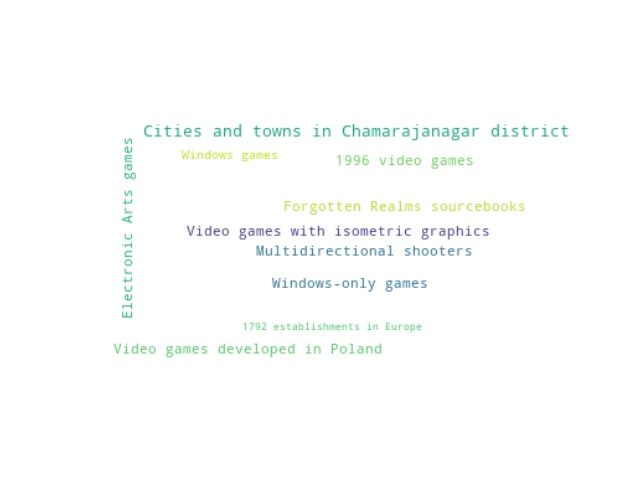 Cities and towns in Chamarajanagar district
Windows games
1996 video games
Electronic Arts games
Forgotten Realms sourcebooks
Video games with isometric graphics
Multidirectional shooters
Windows-only games
1792 establishments in Europe
Video games developed in Poland